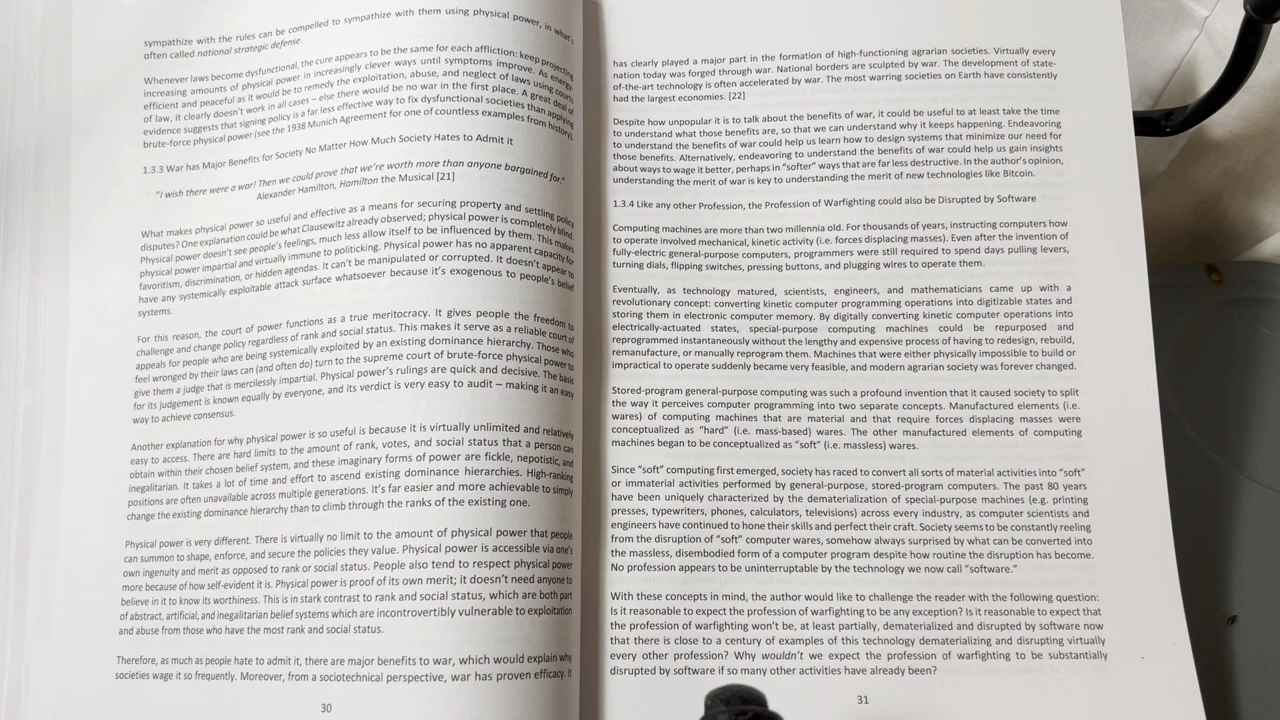 sympathize with the rules can be compelled to sympathize with them using physical power, in what's
often called national strategic defense.
Whenever laws become dysfunctional, the cure appears to be the same for each affliction: keep projecting
increasing amounts of physical power in increasingly clever ways until symptoms improve. As energy-
efficient and peaceful as it would be to remedy the exploitation, abuse, and neglect of laws using courts
of law, it clearly doesn't work in all cases – else there would be no war in the first place. A great deal of
evidence suggests that signing policy is a far less effective way to fix dysfunctional societies than applying
brute-force physical power (see the 1938 Munich Agreement for one of countless examples from history).
1.3.3 War has Major Benefits for Society No Matter How Much Society Hates to Admit it
"I wish there were a war! Then we could prove that we're worth more than anyone bargained for."
Alexander Hamilton, Hamilton the Musical [21]
What makes physical power so useful and effective as a means for securing property and settling policy
disputes? One explanation could be what Clausewitz already observed; physical power is completely blind.
Physical power doesn't see people's feelings, much less allow itself to be influenced by them. This makes
physical power impartial and virtually immune to politicking. Physical power has no apparent capacity for
favoritism, discrimination, or hidden agendas. It can't be manipulated or corrupted. It doesn't appear to
have any systemically exploitable attack surface whatsoever because it's exogenous to people's belief
systems.
For this reason, the court of power functions as a true meritocracy. It gives people the freedom to
challenge and change policy regardless of rank and social status. This makes it serve as a reliable court of
appeals for people who are being systemically exploited by an existing dominance hierarchy. Those who
feel wronged by their laws can (and often do) turn to the supreme court of brute-force physical power to
give them a judge that is mercilessly impartial. Physical power's rulings are quick and decisive. The basis
for its judgement is known equally by everyone, and its verdict is very easy to audit – making it an easy
way to achieve consensus.
Another explanation for why physical power is so useful is because it is virtually unlimited and relatively
easy to access. There are hard limits to the amount of rank, votes, and social status that a person can
obtain within their chosen belief system, and these imaginary forms of power are fickle, nepotistic, and
inegalitarian. It takes a lot of time and effort to ascend existing dominance hierarchies. High-ranking
positions are often unavailable across multiple generations. It's far easier and more achievable to simply
change the existing dominance hierarchy than to climb through the ranks of the existing one.
Physical power is very different. There is virtually no limit to the amount of physical power that people
can summon to shape, enforce, and secure the policies they value. Physical power is accessible via one's
own ingenuity and merit as opposed to rank or social status. People also tend to respect physical power
more because of how self-evident it is. Physical power is proof of its own merit; it doesn't need anyone to
believe in it to know its worthiness. This is in stark contrast to rank and social status, which are both part
of abstract, artificial, and inegalitarian belief systems which are incontrovertibly vulnerable to exploitation
and abuse from those who have the most rank and social status.
Therefore, as much as people hate to admit it, there are major benefits to war, which would explain why
societies wage it so frequently. Moreover, from a sociotechnical perspective, war has proven efficacy. It
30
has clearly played a major part in the formation of high-functioning agrarian societies. Virtually every
nation today was forged through war. National borders are sculpted by war. The development of state-
of-the-art technology is often accelerated by war. The most warring societies on Earth have consistently
had the largest economies. [22]
Despite how unpopular it is to talk about the benefits of war, it could be useful to at least take the time
to understand what those benefits are, so that we can understand why it keeps happening. Endeavoring
to understand the benefits of war could help us learn how to design systems that minimize our need for
those benefits. Alternatively, endeavoring to understand the benefits of war could help us gain insights
about ways to wage it better, perhaps in "softer" ways that are far less destructive. In the author's opinion,
understanding the merit of war is key to understanding the merit of new technologies like Bitcoin.
1.3.4 Like any other Profession, the Profession of Warfighting could also be Disrupted by Software
Computing machines are more than two millennia old. For thousands of years, instructing computers how
to operate involved mechanical, kinetic activity (i.e. forces displacing masses). Even after the invention of
fully-electric general-purpose computers, programmers were still required to spend days pulling levers,
turning dials, flipping switches, pressing buttons, and plugging wires to operate them.
Eventually, as technology matured, scientists, engineers, and mathematicians came up with a
revolutionary concept: converting kinetic computer programming operations into digitizable states and
storing them in electronic computer memory. By digitally converting kinetic computer operations into
electrically-actuated states, special-purpose computing machines could be repurposed and
reprogrammed instantaneously without the lengthy and expensive process of having to redesign, rebuild,
remanufacture, or manually reprogram them. Machines that were either physically impossible to build or
impractical to operate suddenly became very feasible, and modern agrarian society was forever changed.
Stored-program general-purpose computing was such a profound invention that it caused society to split
the way it perceives computer programming into two separate concepts. Manufactured elements (i.e.
wares) of computing machines that are material and that require forces displacing masses were
conceptualized as "hard" (i.e. mass-based) wares. The other manufactured elements of computing
machines began to be conceptualized as "soft" (i.e. massless) wares.
Since "soft" computing first emerged, society has raced to convert all sorts of material activities into "soft"
or immaterial activities performed by general-purpose, stored-program computers. The past 80 years
have been uniquely characterized by the dematerialization of special-purpose machines (e.g. printing
presses, typewriters, phones, calculators, televisions) across every industry, as computer scientists and
engineers have continued to hone their skills and perfect their craft. Society seems to be constantly reeling
from the disruption of "soft" computer wares, somehow always surprised by what can be converted into
the massless, disembodied form of a computer program despite how routine the disruption has become.
No profession appears to be uninterruptable by the technology we now call "software."
With these concepts in mind, the author would like to challenge the reader with the following question:
Is it reasonable to expect the profession of warfighting to be any exception? Is it reasonable to expect that
the profession of warfighting won't be, at least partially, dematerialized and disrupted by software now
that there is close to a century of examples of this technology dematerializing and disrupting virtually
every other profession? Why wouldn't we expect the profession of warfighting to be substantially
disrupted by software if so many other activities have already been?
31